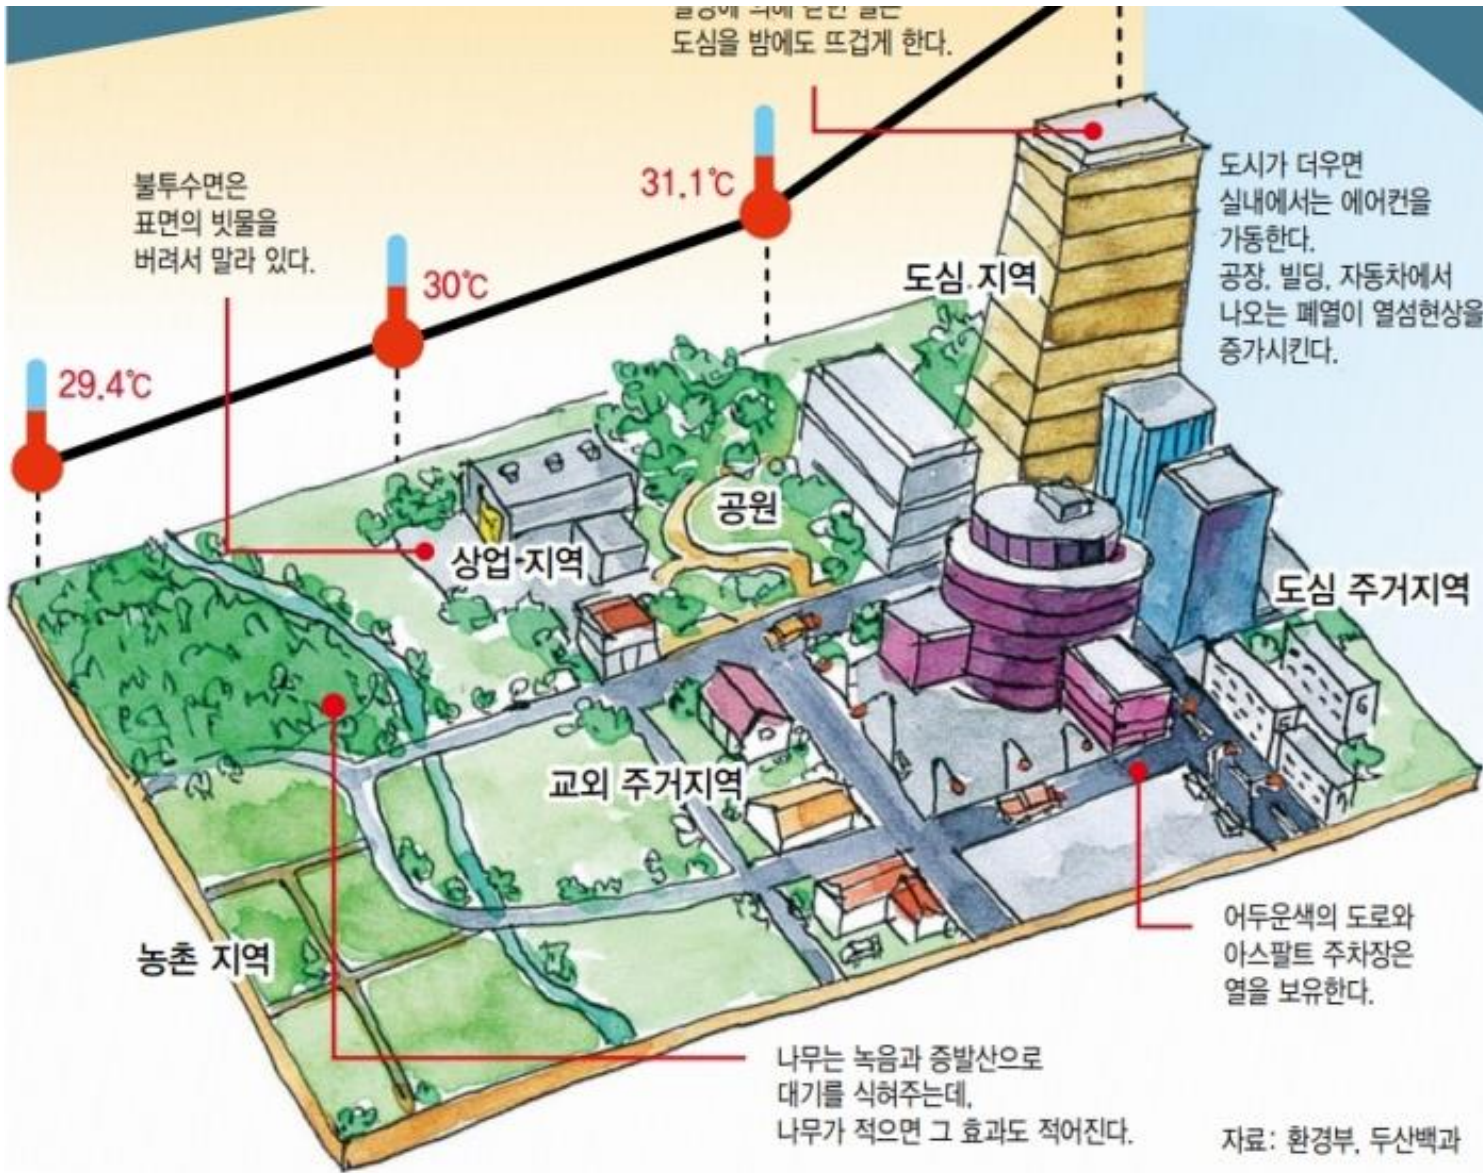 도심을 밤에도 뜨겁게 한다.
31.1℃
불투수면은
표면의 빗물을
버려서 말라 있다.
30℃
29.4℃
도시가 더우면
실내에서는 에어컨을
가동한다.
공장, 빌딩, 자동차에서
나오는 폐열이 열섬현상을
증가시킨다.
도심 지역
공원
상업 지역
도심 주거지역
교외 주거지역
농촌 지역
어두운색의 도로와
아스팔트 주차장은
열을 보유한다.
나무는 녹음과 증발산으로
대기를 식혀주는데,
나무가 적으면 그 효과도 적어진다.
자료: 환경부, 두산백과